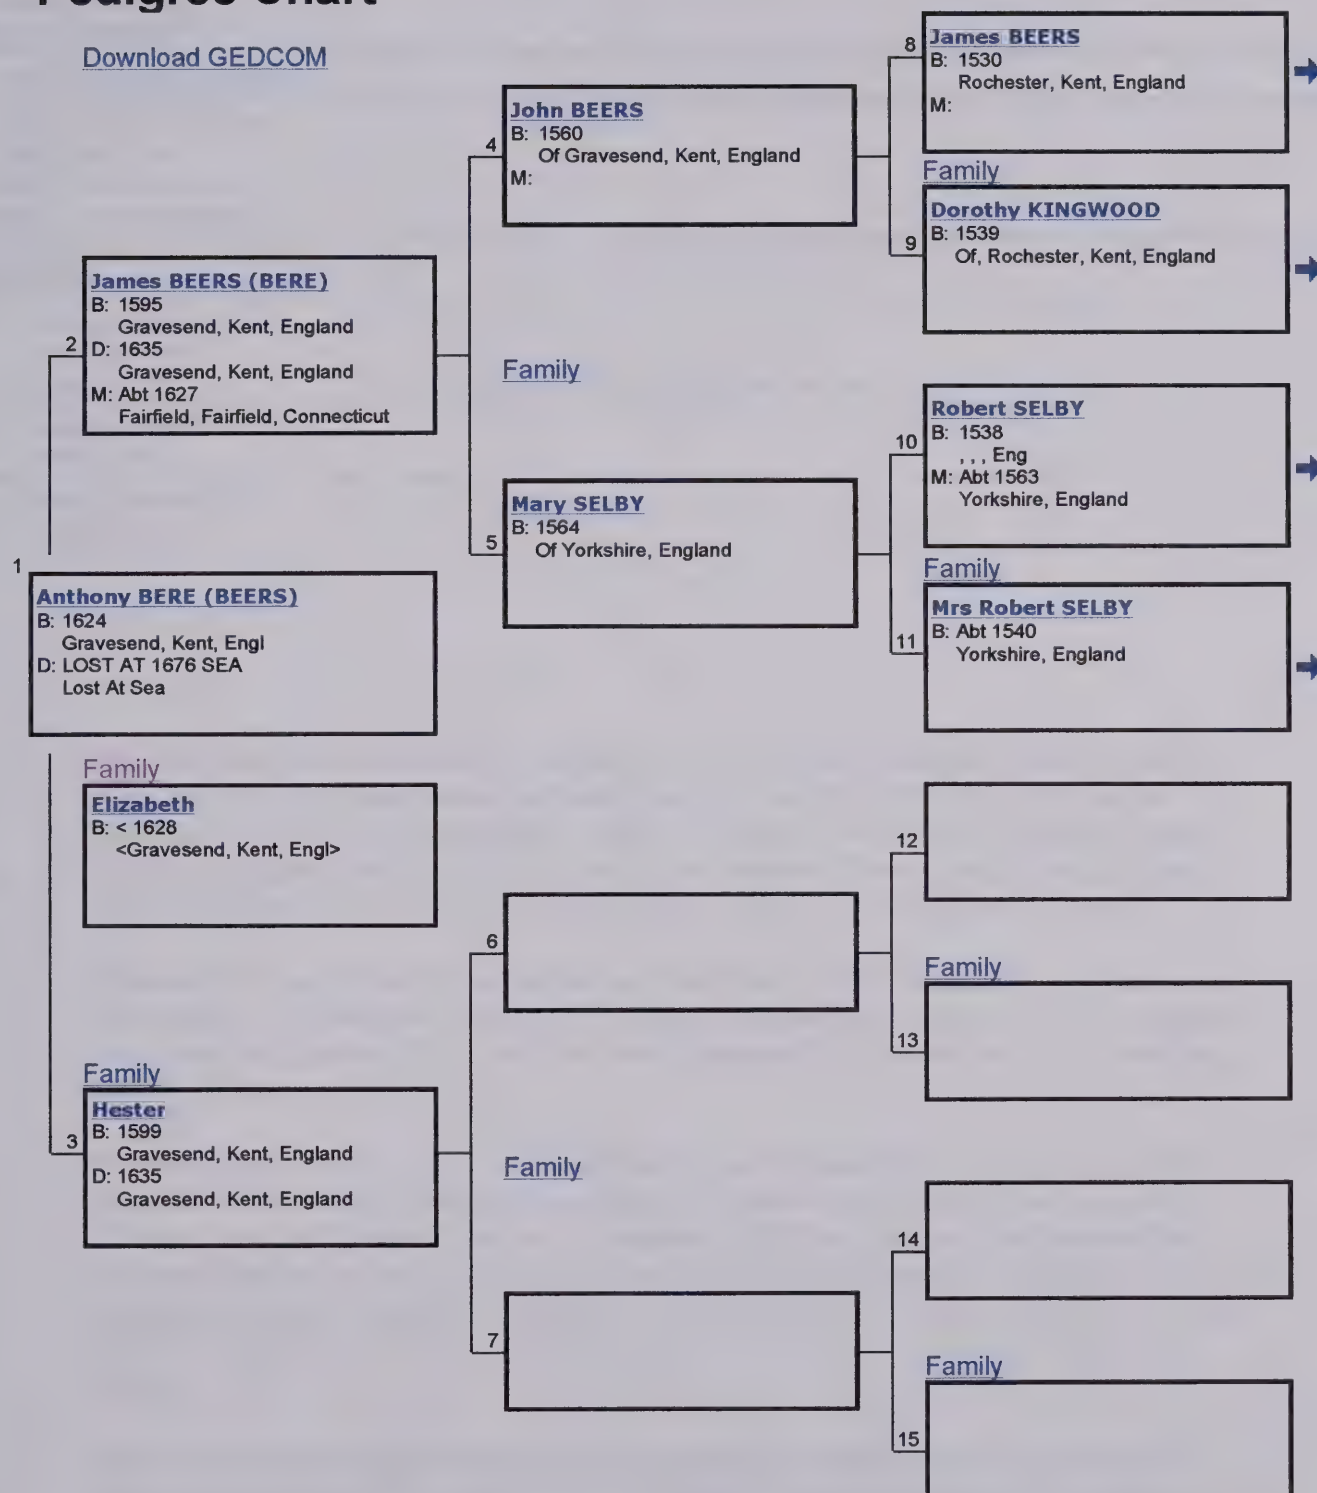 Pedigree Chart
Download GEDCOM
8
James BEERS
B: 1530
Rochester, Kent, England
M:
Family
9
Dorothy KINGWOOD
B: 1539
Of, Rochester, Kent, England
4
John BEERS
B: 1560
Of Gravesend, Kent, England
M:
2
James BEERS (BERE)
B: 1595
Gravesend, Kent, England
D: 1635
Gravesend, Kent, England
M: Abt 1627
Fairfield, Fairfield, Connecticut
Family
10
Robert SELBY
B: 1538
, , , Eng
M: Abt 1563
Yorkshire, England
5
Mary SELBY
B: 1564
Of Yorkshire, England
Family
11
Mrs Robert SELBY
B: Abt 1540
Yorkshire, England
1
Anthony BERE (BEERS)
B: 1624
Gravesend, Kent, Engl
D: LOST AT 1676 SEA
Lost At Sea
Family
Elizabeth
B: < 1628
<Gravesend, Kent, Engl>
12
6
Family
13
Family
3
Hester
B: 1599
Gravesend, Kent, England
D: 1635
Gravesend, Kent, England
Family
14
7
Family
15